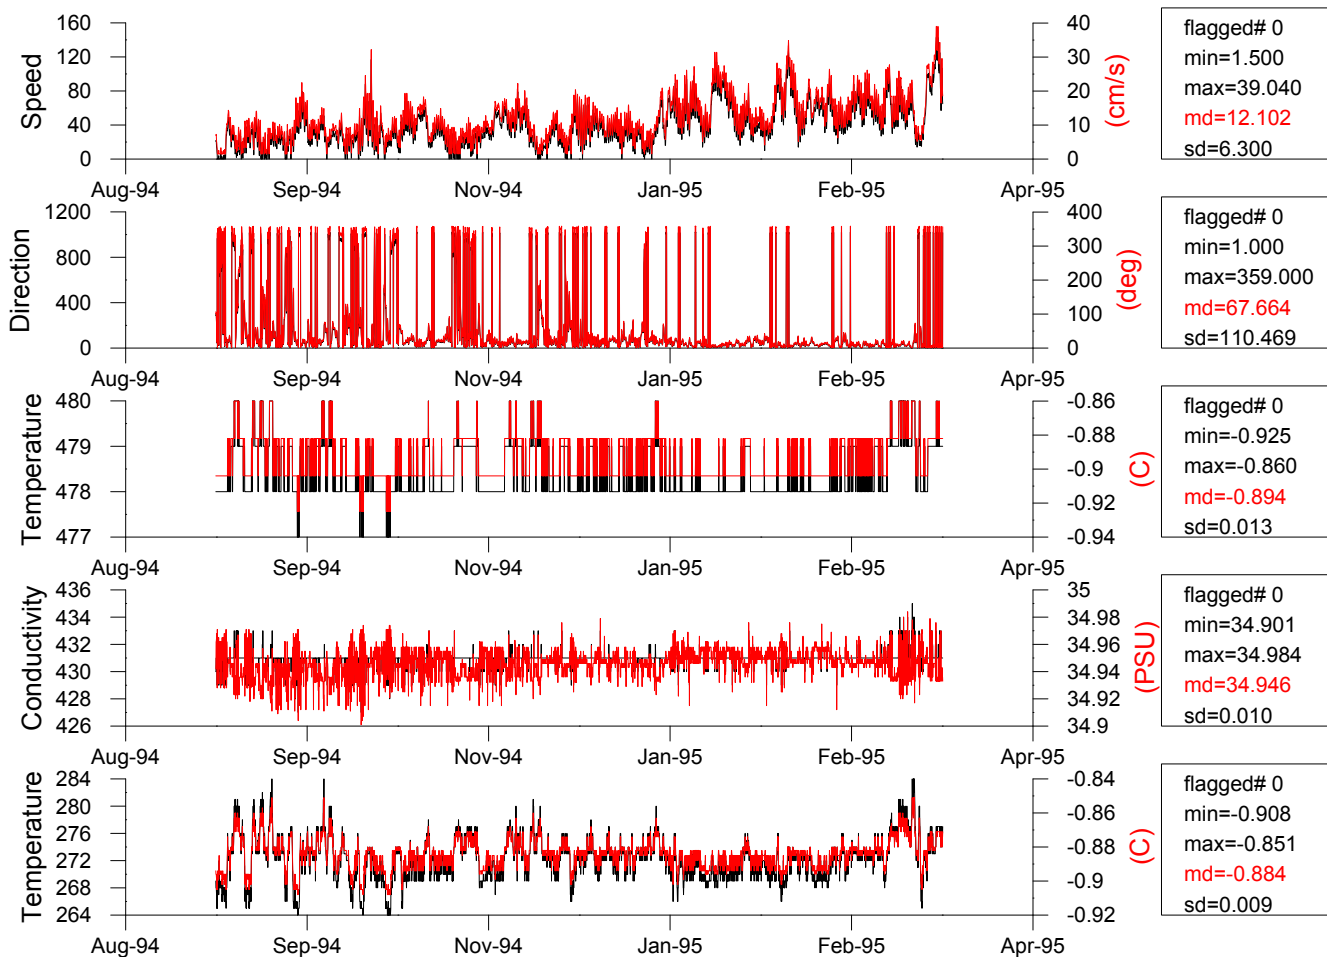 Speed
160
120
80
40
0
40
30
20
10
0
(cm/s)
Aug-94 Sep-94 Nov-94 Jan-95 Feb-95 Apr-95
flagged# 0
min=1.500
max=39.040
md=12.102
sd=6.300
Direction
1200
800
400
0
400
300
200
100
0
(deg)
Aug-94 Sep-94 Nov-94 Jan-95 Feb-95 Apr-95
flagged# 0
min=1.000
max=359.000
md=67.664
sd=110.469
Temperature
480
479
478
477
-0.86
-0.88
-0.9
-0.92
-0.94
(C)
Aug-94 Sep-94 Nov-94 Jan-95 Feb-95 Apr-95
flagged# 0
min=-0.925
max=-0.860
md=-0.894
sd=0.013
Conductivity
436
434
432
430
428
426
35
34.98
34.96
34.94
34.92
34.9
(PSU)
Aug-94 Sep-94 Nov-94 Jan-95 Feb-95 Apr-95
flagged# 0
min=34.901
max=34.984
md=34.946
sd=0.010
Temperature
284
280
276
272
268
264
-0.84
-0.86
-0.88
-0.9
-0.92
(C)
Aug-94 Sep-94 Nov-94 Jan-95 Feb-95 Apr-95
flagged# 0
min=-0.908
max=-0.851
md=-0.884
sd=0.009